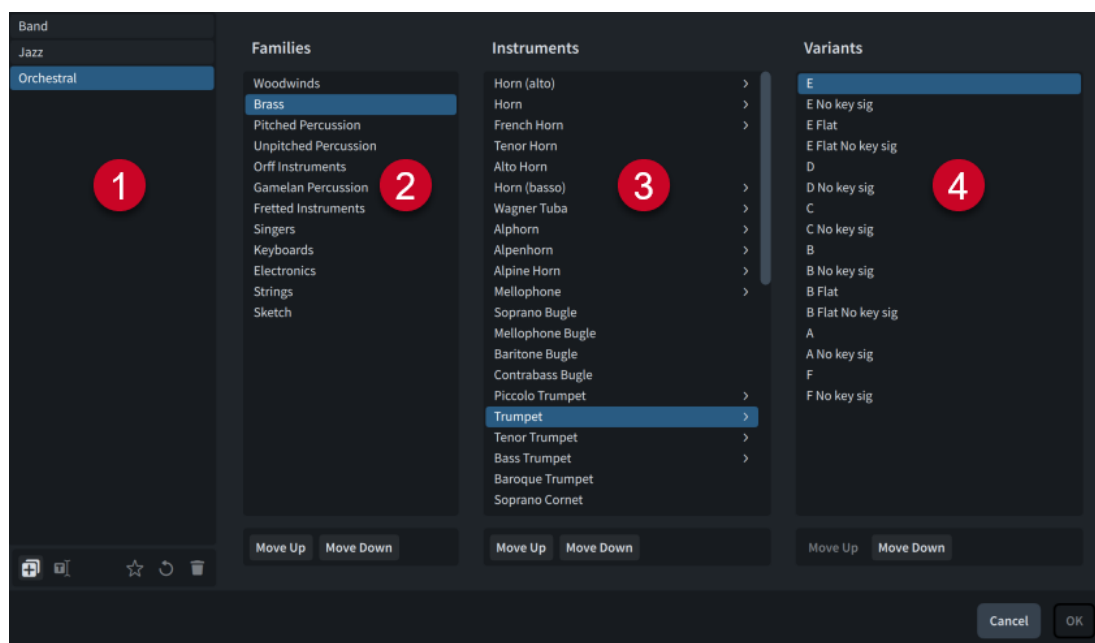 Band
Jazz
Orchestral
1
Families
Woodwinds
Brass
Pitched Percussion
Unpitched Percussion
Orff Instruments
Gamelan Percussion
Fretted Instruments
Singers
Keyboards
Electronics
Strings
Sketch
2
Move Up Move Down
Instruments
Horn (alto)
Horn
French Horn
Tenor Horn
Alto Horn
Horn (basso)
Wagner Tuba
Alphorn
Alpenhorn
Alpine Horn
Mellophone
Soprano Bugle
Mellophone Bugle
Baritone Bugle
Contrabass Bugle
Piccolo Trumpet
Trumpet
Tenor Trumpet
Bass Trumpet
Baroque Trumpet
Soprano Cornet
3
Move Up Move Down
Variants
E
E No key sig
E Flat
E Flat No key sig
D
D No key sig
C
C No key sig
B
B No key sig
B Flat
B Flat No key sig
A
A No key sig
F
F No key sig
4
Move Up Move Down
Cancel OK